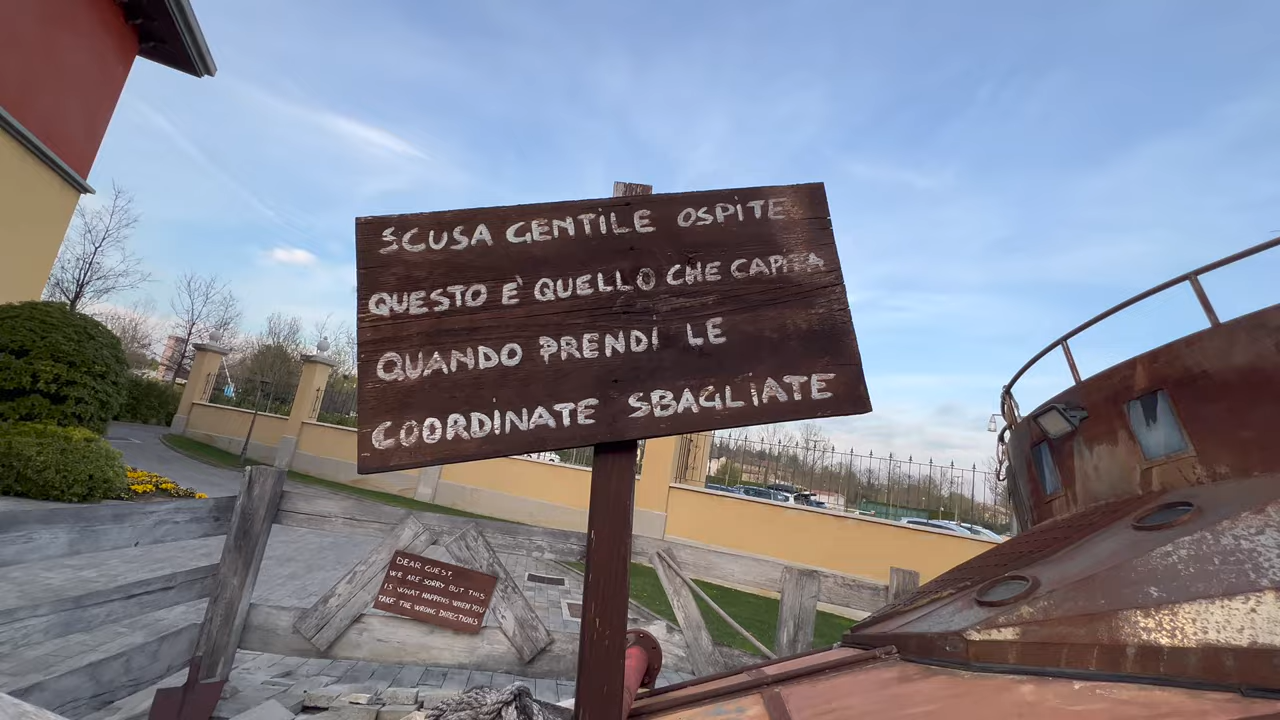 SCUSA GENTILE OSPITE
QUESTO E' QUELLO CHE CAPITA
QUANDO PRENDI LE
COORDINATE SBAGLIATE
DEAR GUEST,
WE ARE SORRY BUT THIS
IS WHAT HAPPENS WHEN YOU
TAKE THE WRONG DIRECTIONS